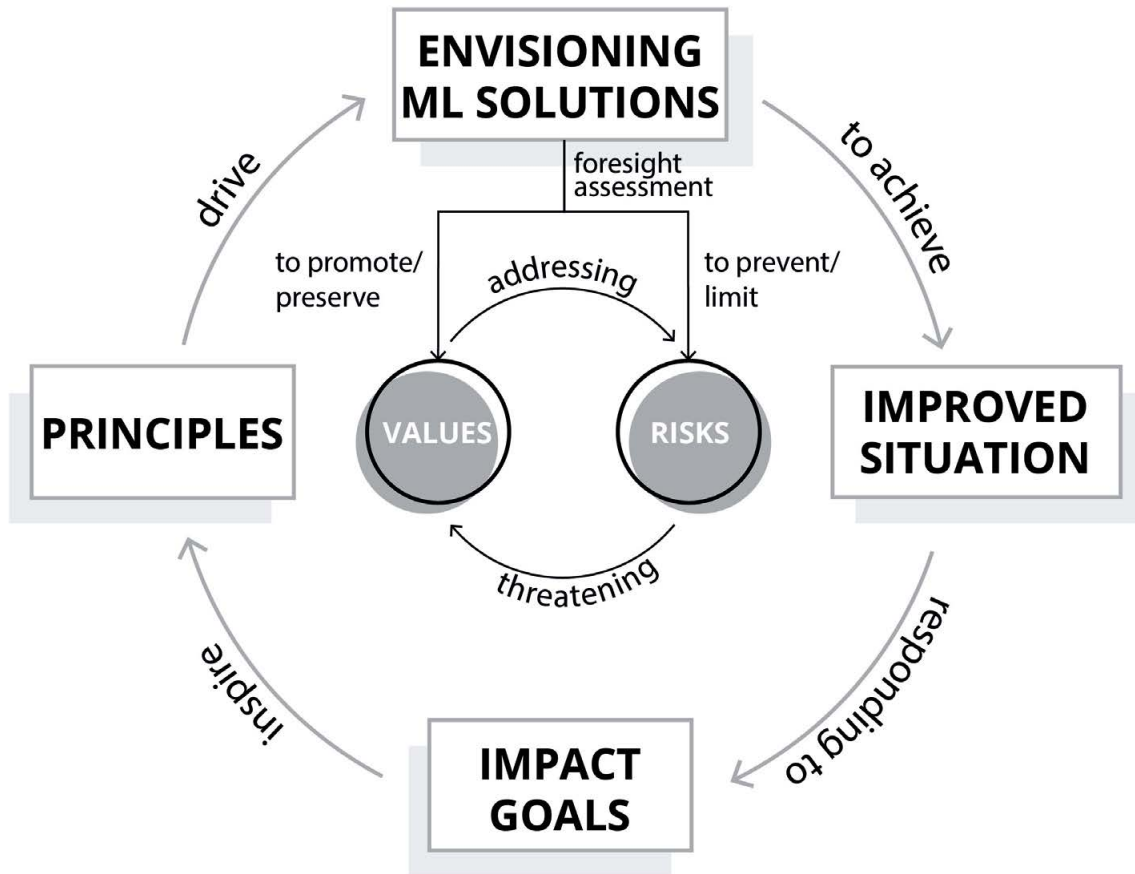 ENVISIONING
ML SOLUTIONS
foresight
assessment
drive
to achieve
to promote/
preserve
addressing
to prevent/
limit
PRINCIPLES
VALUES
RISKS
IMPROVED
SITUATION
threatening
inspire
responding to
IMPACT
GOALS